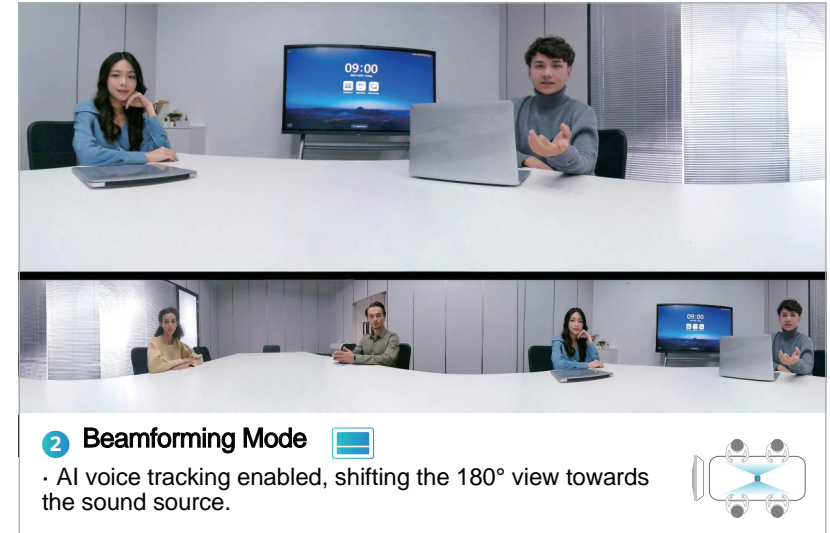 09:00
09:00
2 Beamforming Mode
· AI voice tracking enabled, shifting the 180° view towards
the sound source.